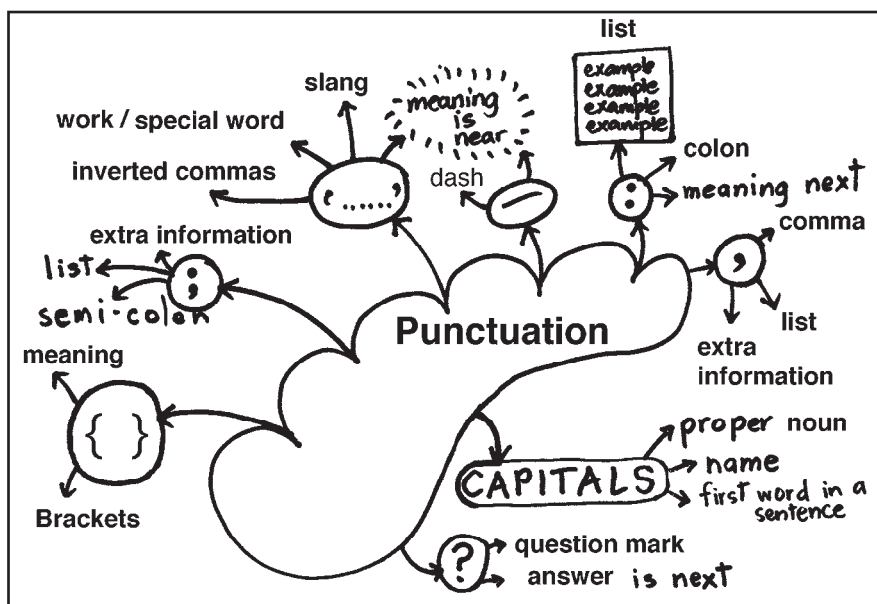 list
example
example
example
example
slang
meaning
is
near
work / special word
inverted commas
‘ ...... ’
dash
–
:
colon
meaning next
comma
,
list
extra
information
extra information
list
;
semi-colon
Punctuation
meaning
{ }
Brackets
CAPITALS
proper noun
name
first word in a
sentence
?
question mark
answer is next